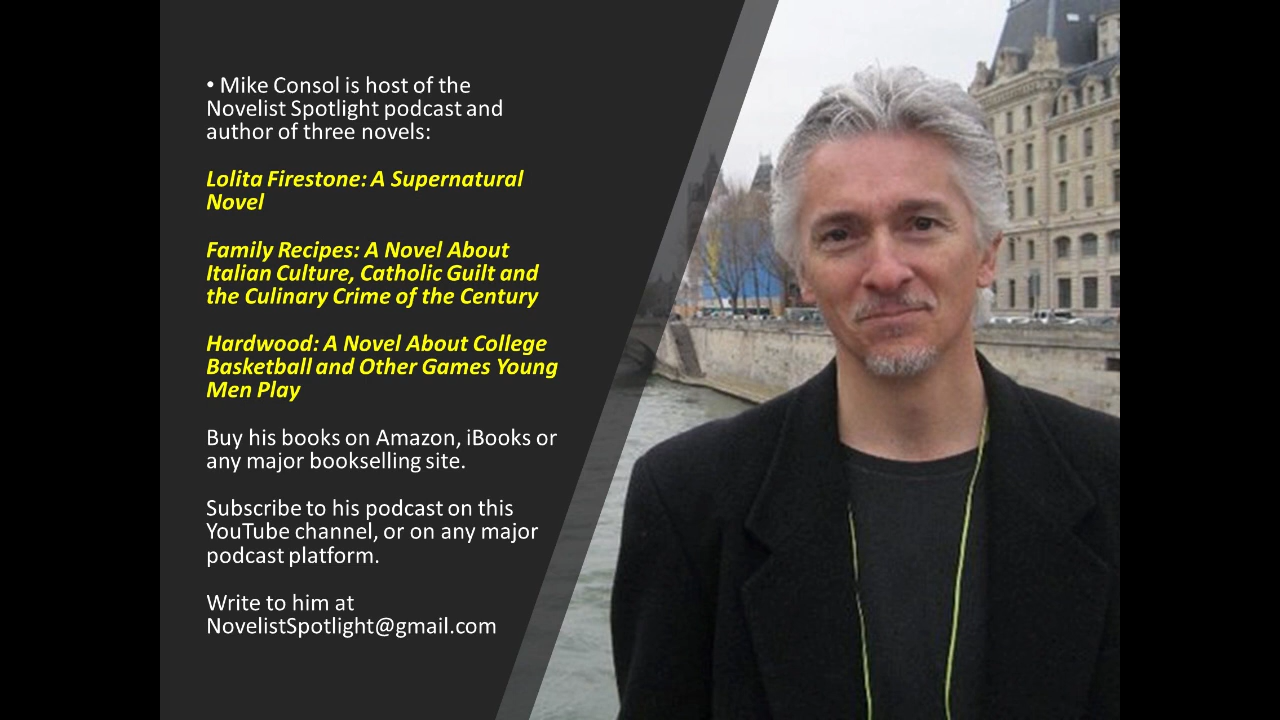 • Mike Consol is host of the
Novelist Spotlight podcast and
author of three novels:
Lolita Firestone: A Supernatural
Novel
Family Recipes: A Novel About
Italian Culture, Catholic Guilt and
the Culinary Crime of the Century
Hardwood: A Novel About College
Basketball and Other Games Young
Men Play
Buy his books on Amazon, iBooks or
any major bookselling site.
Subscribe to his podcast on this
YouTube channel, or on any major
podcast platform.
Write to him at
NovelistSpotlight@gmail.com